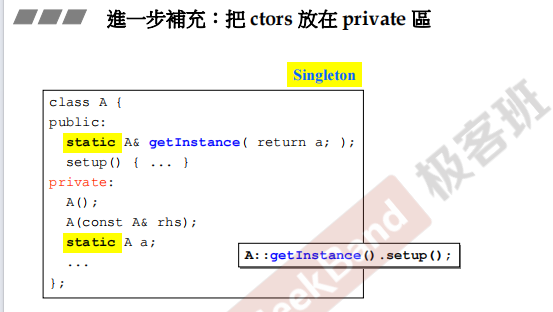 進一步補充：把 ctors 放在 private 區
Singleton
class A {
public:
static A& getInstance( return a; );
setup() { ... }
private:
A();
A(const A& rhs);
static A a;
...
};
A::getInstance().setup();
GeekBand 极客班